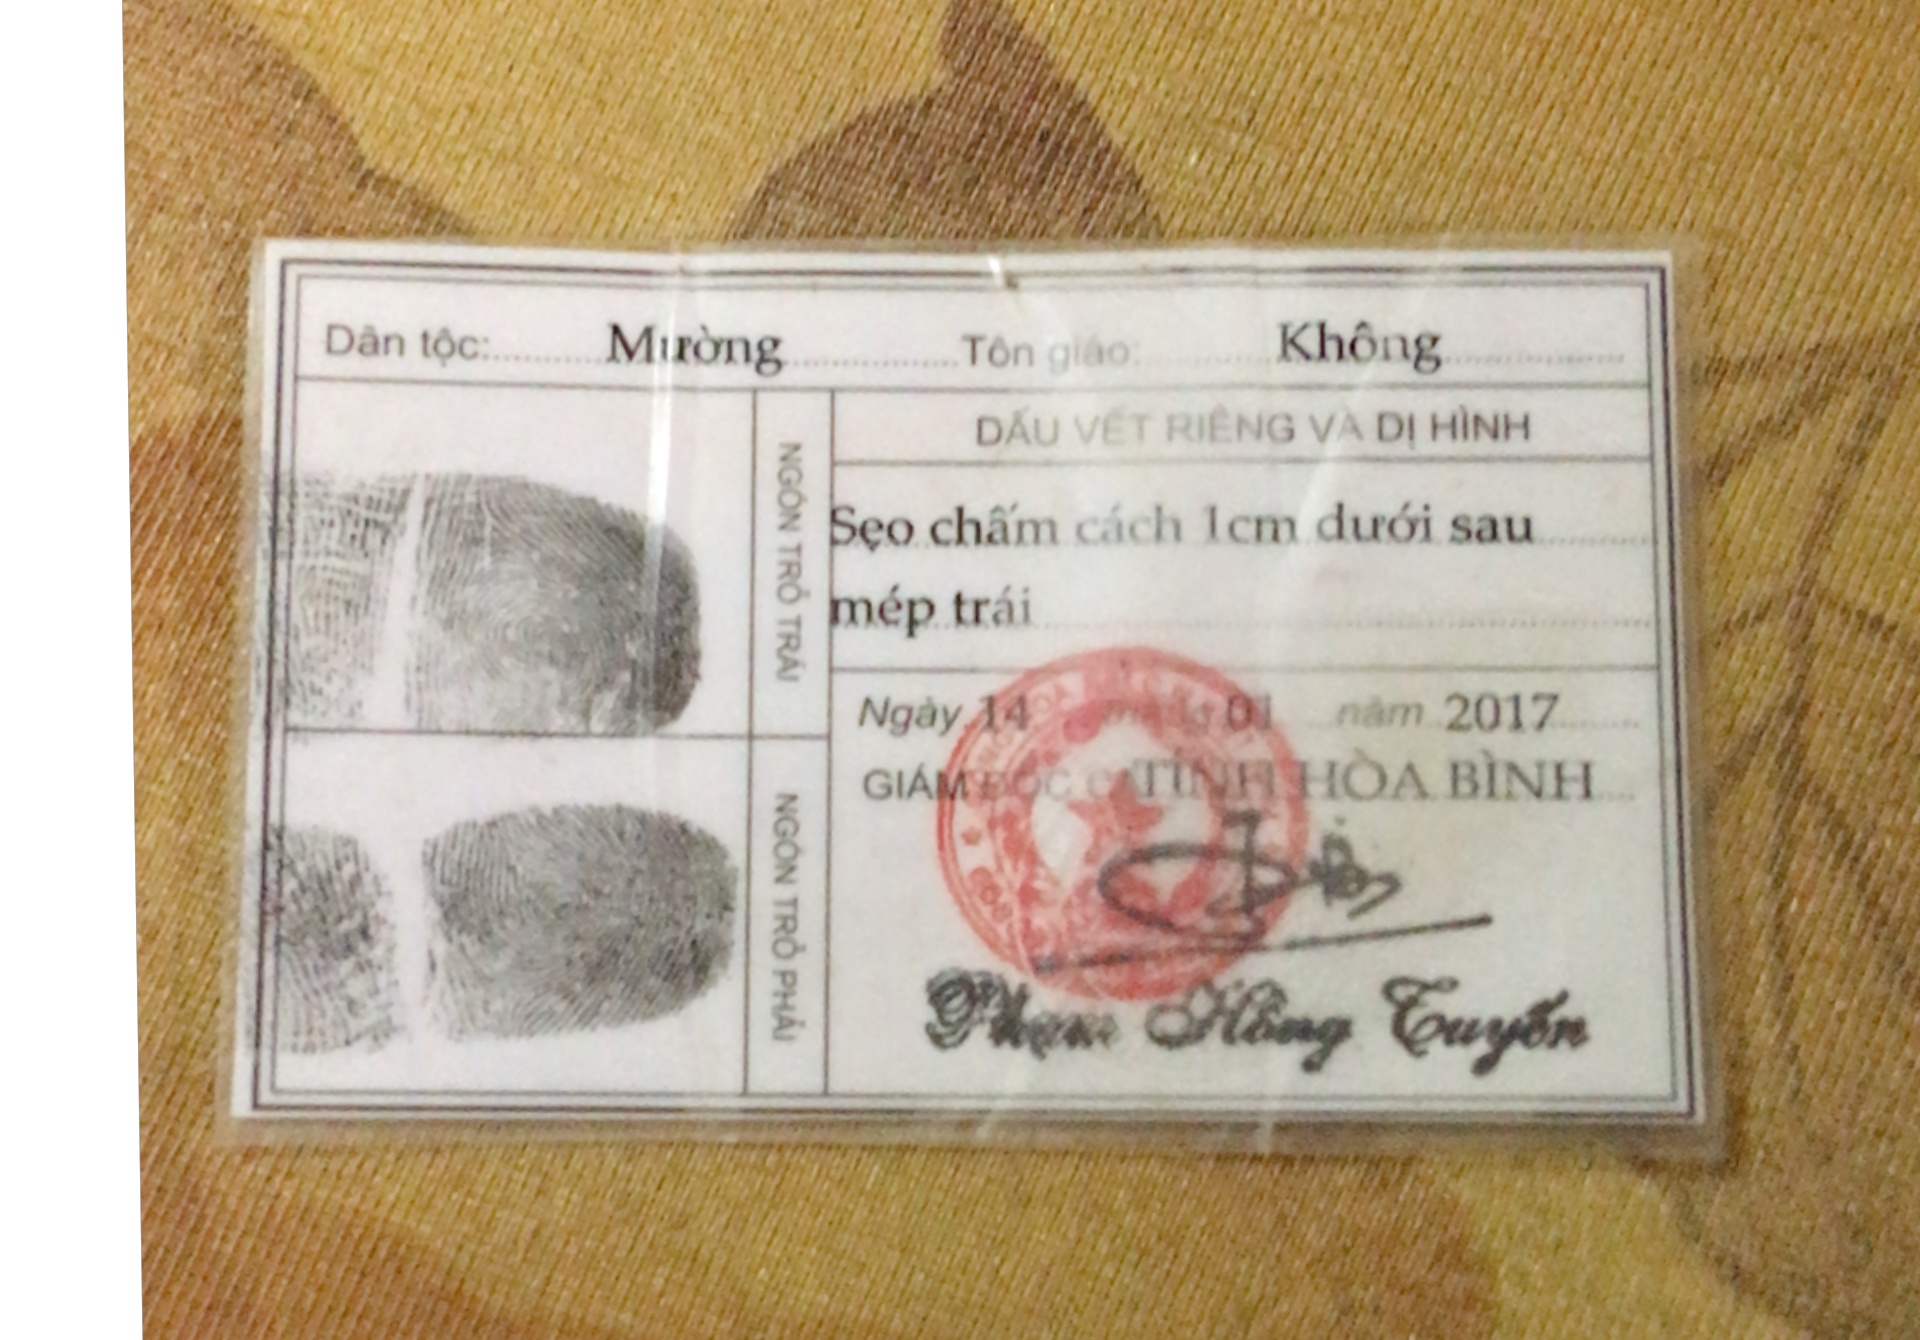 Dân tộc: Mường Tôn giáo: Không
DẤU VẾT RIÊNG VÀ DỊ HÌNH
NGÓN TRỎ TRÁI
Sẹo chấm cách 1cm dưới sau
mép trái
Ngày 14 tháng 01 năm 2017
GIÁM ĐỐC CA TỈNH HÒA BÌNH
NGÓN TRỎ PHẢI
Phạm Hồng Tuyến